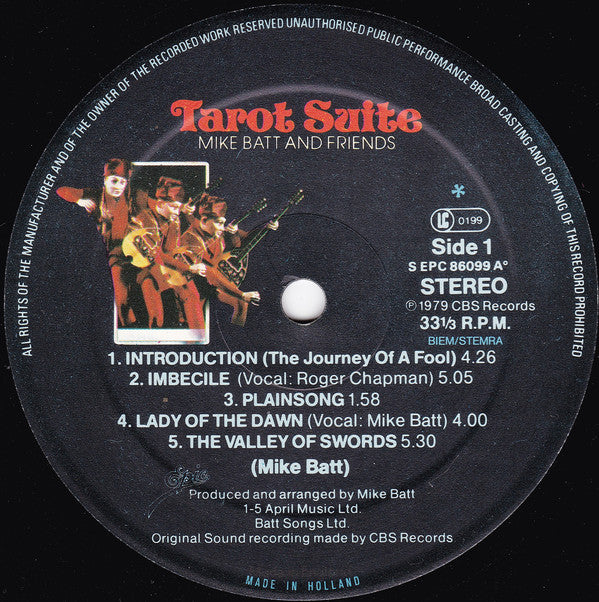 ALL RIGHTS OF THE MANUFACTURER AND OF THE OWNER OF THE RECORDED WORK RESERVED UNAUTHORISED PUBLIC PERFORMANCE BROAD CASTING AND COPYING OF THIS RECORD PROHIBITED
Tarot Suite
MIKE BATT AND FRIENDS
*
LC 0199
Side 1
S EPC 86099 A°
STEREO
℗ 1979 CBS Records
33⅓ R.P.M.
BIEM/STEMRA
1. INTRODUCTION (The Journey Of A Fool) 4.26
2. IMBECILE (Vocal: Roger Chapman) 5.05
3. PLAINSONG 1.58
4. LADY OF THE DAWN (Vocal: Mike Batt) 4.00
5. THE VALLEY OF SWORDS 5.30
(Mike Batt)
Epic
Produced and arranged by Mike Batt
1-5 April Music Ltd.
Batt Songs Ltd.
Original Sound recording made by CBS Records
MADE IN HOLLAND